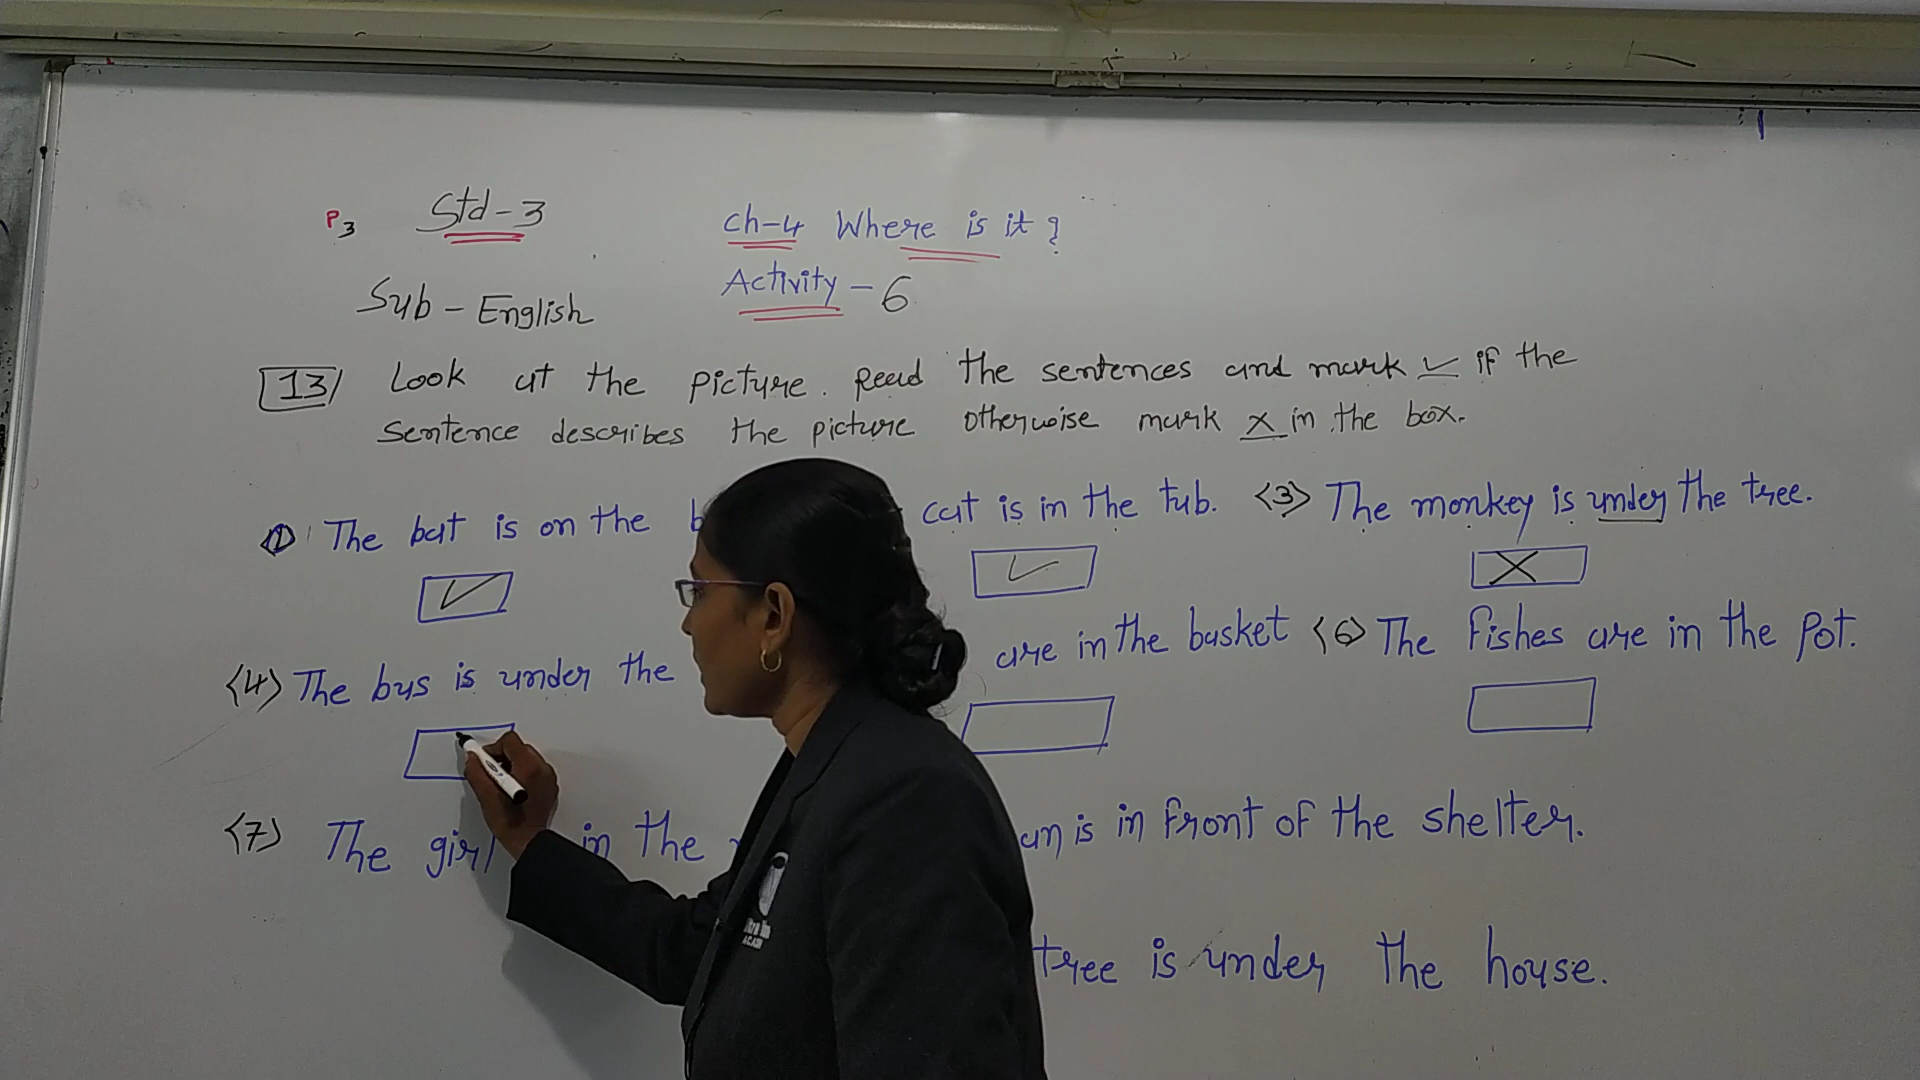 P3 Std-3 ch-4 Where is it?
Sub - English Activity - 6
13 Look at the picture. Read the sentences and mark ✓ if the
sentence describes the picture otherwise mark X in the box.
(1) The bat is on the cat is in the tub. (3) The monkey is under the tree.
✓ ✓ X
(4) The bus is under the are in the basket (6) The fishes are in the pot.
(7) The girl in the is in front of the shelter.
tree is under the house.